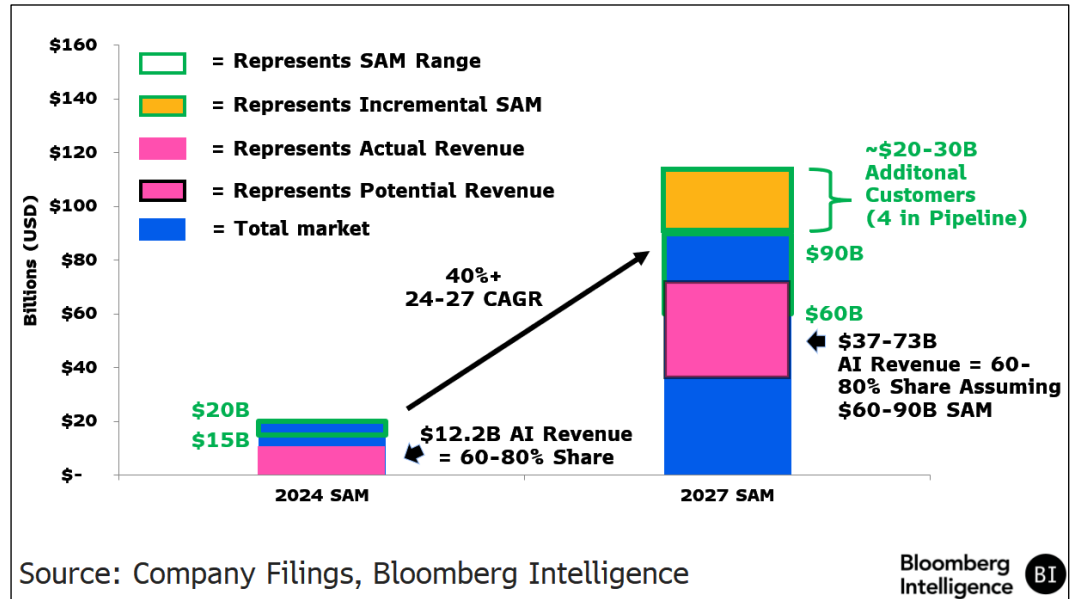 $160
$140
$120
$100
$80
$60
$40
$20
$-
Billions (USD)
= Represents SAM Range
= Represents Incremental SAM
= Represents Actual Revenue
= Represents Potential Revenue
= Total market
40%+
24-27 CAGR
$20B
$15B
$12.2B AI Revenue
= 60-80% Share
~$20-30B
Additonal
Customers
(4 in Pipeline)
$90B
$60B
$37-73B
AI Revenue = 60-
80% Share Assuming
$60-90B SAM
2024 SAM
2027 SAM
Source: Company Filings, Bloomberg Intelligence
Bloomberg
Intelligence
BI